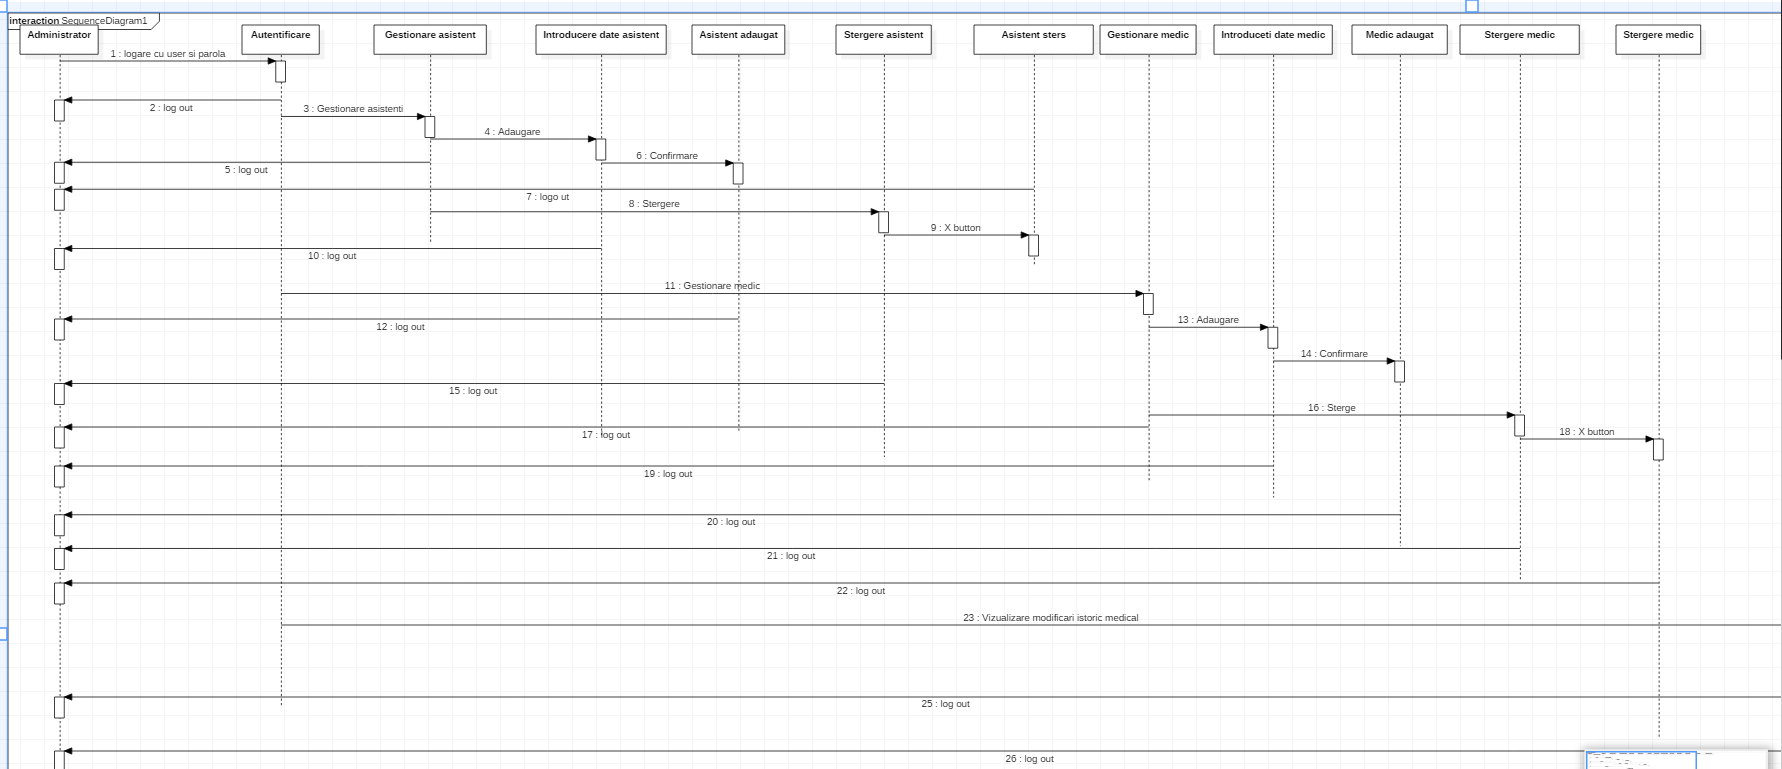 interaction SequenceDiagram1
Administrator
Autentificare
Gestionare asistent
Introducere date asistent
Asistent adaugat
Stergere asistent
Asistent sters
Gestionare medic
Introduceti date medic
Medic adaugat
Stergere medic
Stergere medic
1 : logare cu user si parola
2 : log out
3 : Gestionare asistenti
4 : Adaugare
6 : Confirmare
5 : log out
7 : logo ut
8 : Stergere
9 : X button
10 : log out
11 : Gestionare medic
12 : log out
13 : Adaugare
14 : Confirmare
15 : log out
16 : Sterge
17 : log out
18 : X button
19 : log out
20 : log out
21 : log out
22 : log out
23 : Vizualizare modificari istoric medical
25 : log out
26 : log out